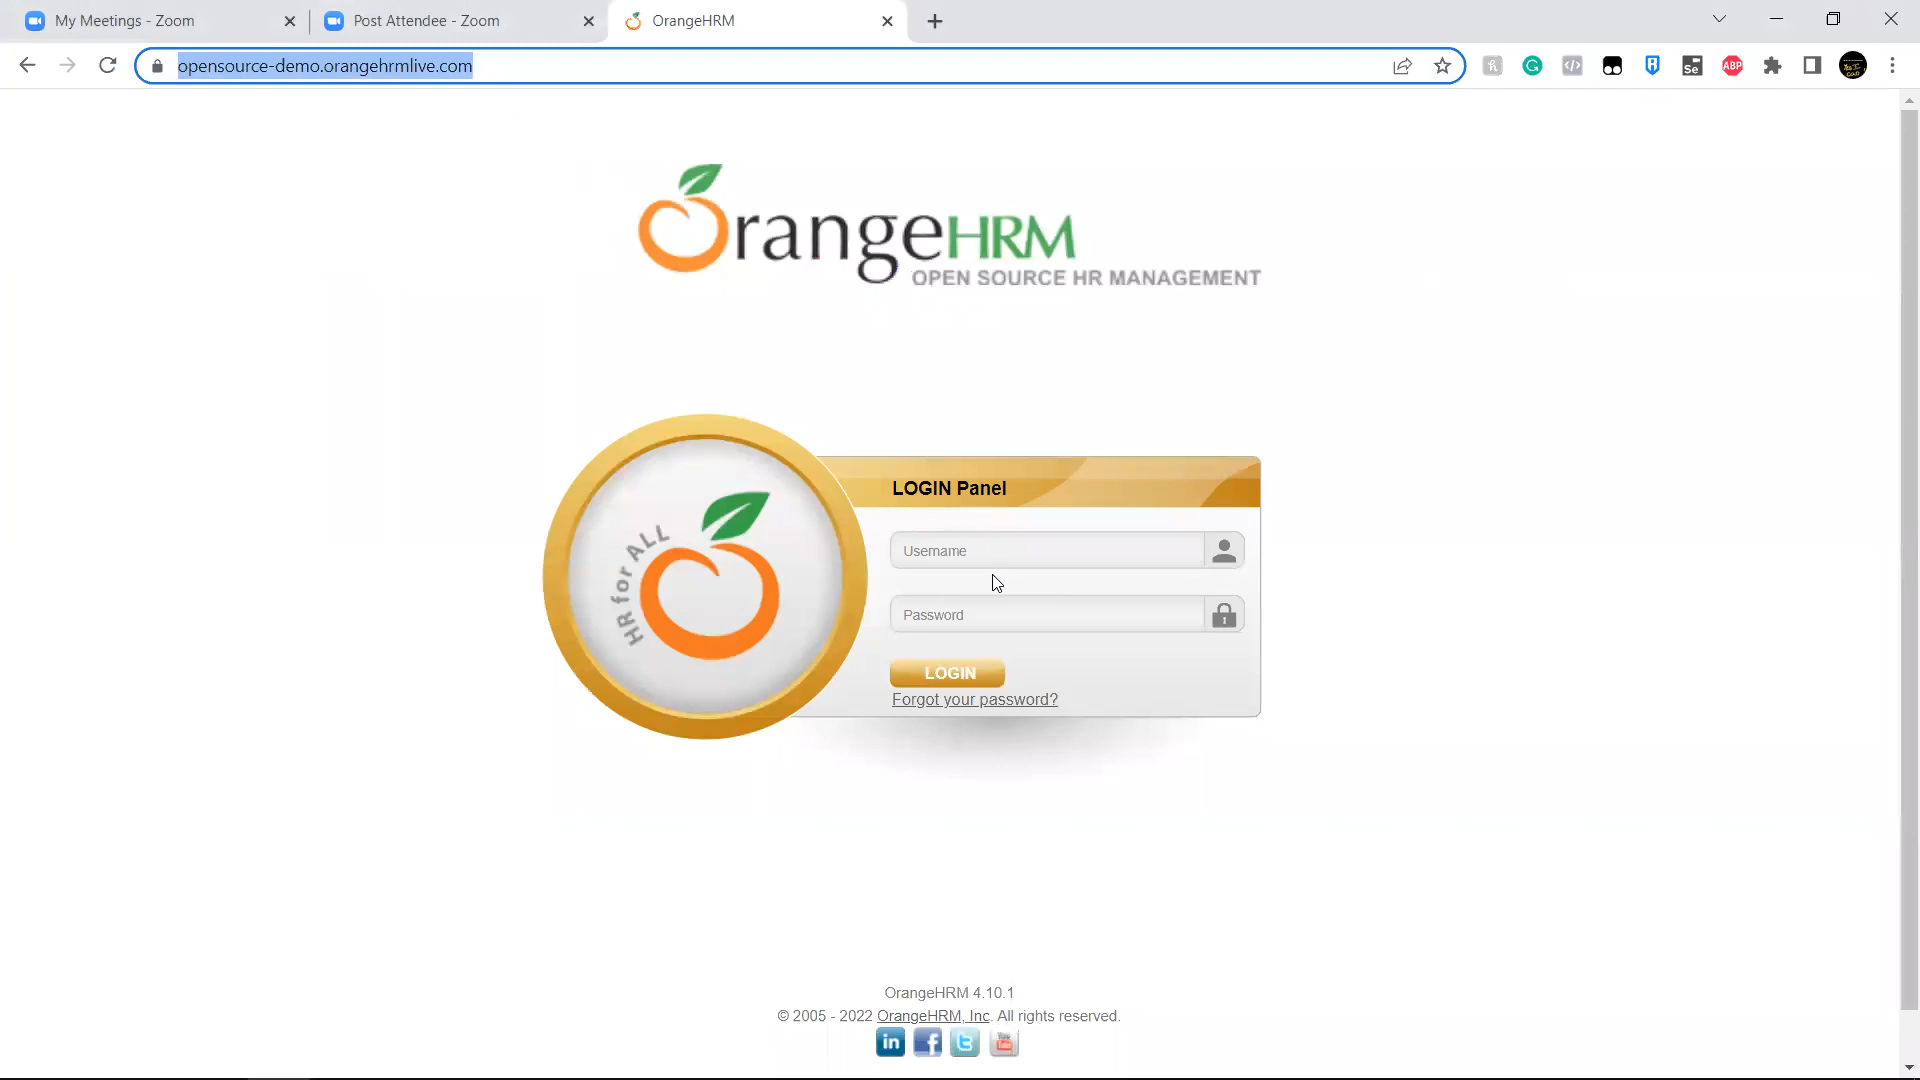 My Meetings - Zoom
Post Attendee - Zoom
OrangeHRM
opensource-demo.orangehrmlive.com
Se
ABP
OrangeHRM
OPEN SOURCE HR MANAGEMENT
HR for ALL
LOGIN Panel
Username
Password
LOGIN
Forgot your password?
OrangeHRM 4.10.1
© 2005 - 2022 OrangeHRM, Inc. All rights reserved.